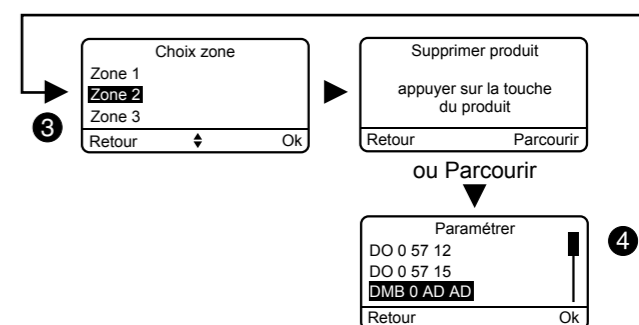 Choix zone
Zone 1
Zone 2
Zone 3
Retour Ok
3
Supprimer produit
appuyer sur la touche
du produit
Retour Parcourir
ou Parcourir
Paramétrer
DO 0 57 12
DO 0 57 15
DMB 0 AD AD
Retour Ok
4